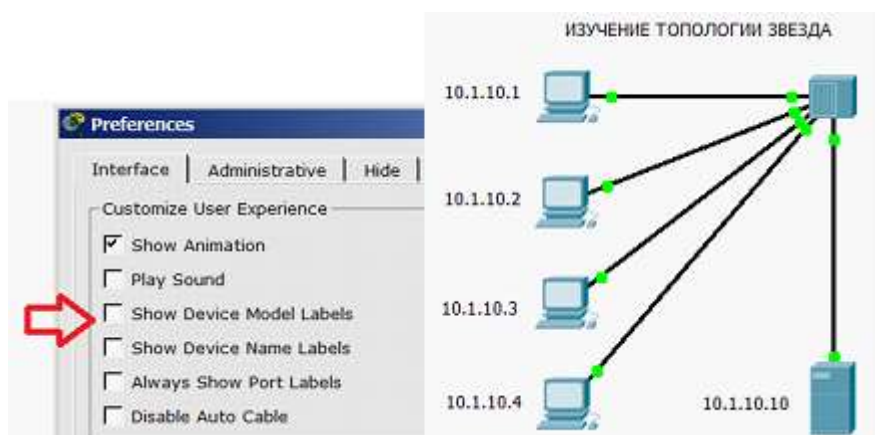 ИЗУЧЕНИЕ ТОПОЛОГИИ ЗВЕЗДА
10.1.10.1
10.1.10.2
10.1.10.3
10.1.10.4
10.1.10.10
Preferences
Interface Administrative Hide
Customize User Experience
Show Animation
Play Sound
Show Device Model Labels
Show Device Name Labels
Always Show Port Labels
Disable Auto Cable